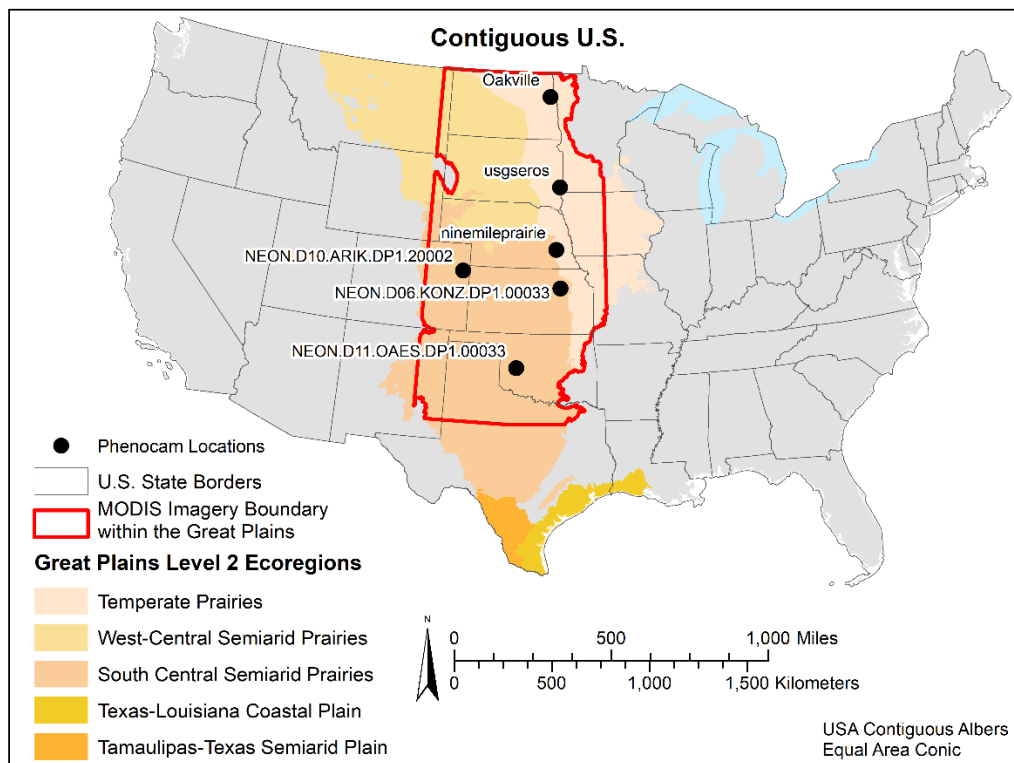 Contiguous U.S.
Oakville
usgseros
ninemileprairie
NEON.D10.ARIK.DP1.20002
NEON.D06.KONZ.DP1.00033
NEON.D11.OAES.DP1.00033
Phenocam Locations
U.S. State Borders
MODIS Imagery Boundary
within the Great Plains
Great Plains Level 2 Ecoregions
Temperate Prairies
West-Central Semiarid Prairies
South Central Semiarid Prairies
Texas-Louisiana Coastal Plain
Tamaulipas-Texas Semiarid Plain
N
0 500 1,000 Miles
0 500 1,000 1,500 Kilometers
USA Contiguous Albers
Equal Area Conic